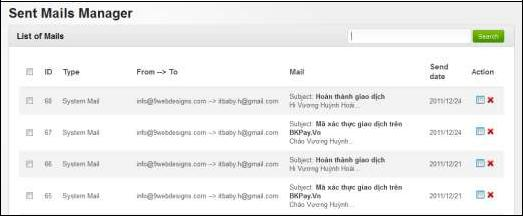 Sent Mails Manager
List of Mails
Search
ID Type From --> To Mail Send date Action
68 System Mail info@9webdesigns.com --> itbaby.h@gmail.com Subject: Hoàn thành giao dịch 2011/12/24
Hi Vương Huỳnh Hoài...
67 System Mail info@9webdesigns.com --> itbaby.h@gmail.com Subject: Mã xác thực giao dịch trên 2011/12/24
BKPay.Vn
Chào Vương Huỳnh...
66 System Mail info@9webdesigns.com --> itbaby.h@gmail.com Subject: Hoàn thành giao dịch 2011/12/21
Hi Vương Huỳnh Hoài...
65 System Mail info@9webdesigns.com --> itbaby.h@gmail.com Subject: Mã xác thực giao dịch trên 2011/12/21
BKPay.Vn
Chào Vương Huỳnh...